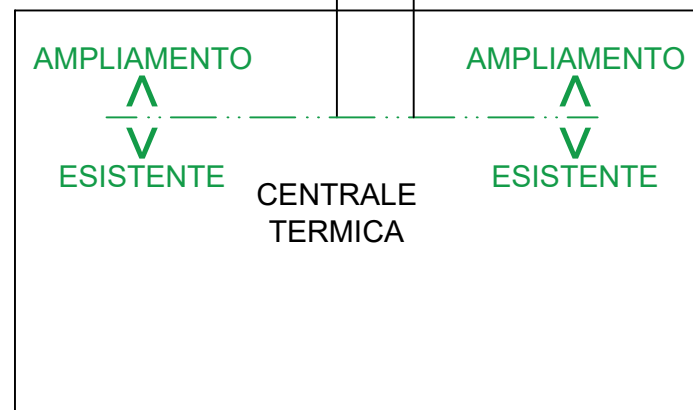 AMPLIAMENTO
AMPLIAMENTO
ESISTENTE
ESISTENTE
CENTRALE
TERMICA